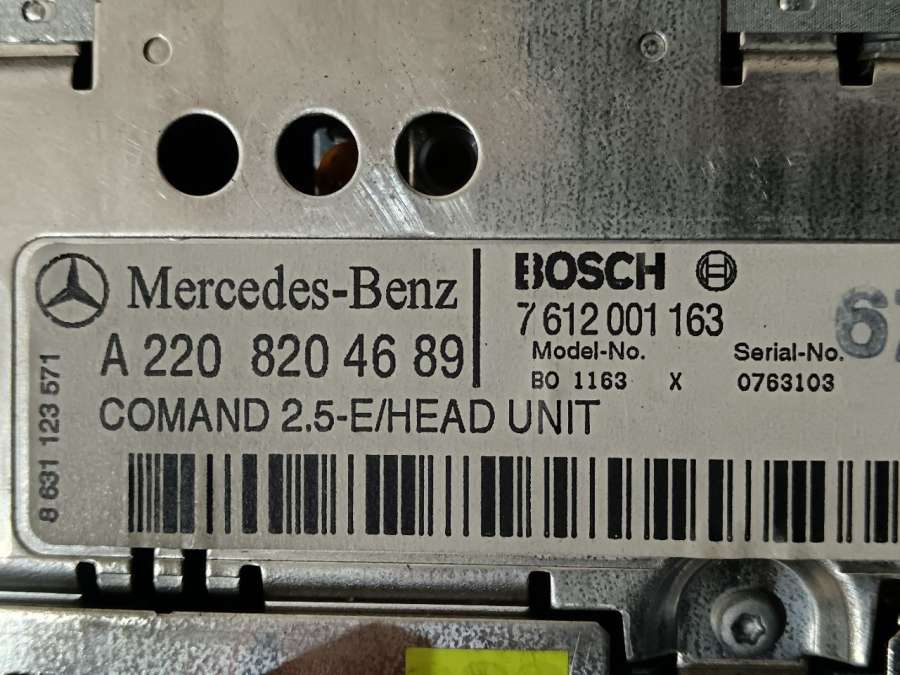 Mercedes-Benz
A 220 820 46 89
COMAND 2.5-E/HEAD UNIT
8 631 123 571
BOSCH
7 612 001 163
Model-No. Serial-No.
BO 1163 X 0763103